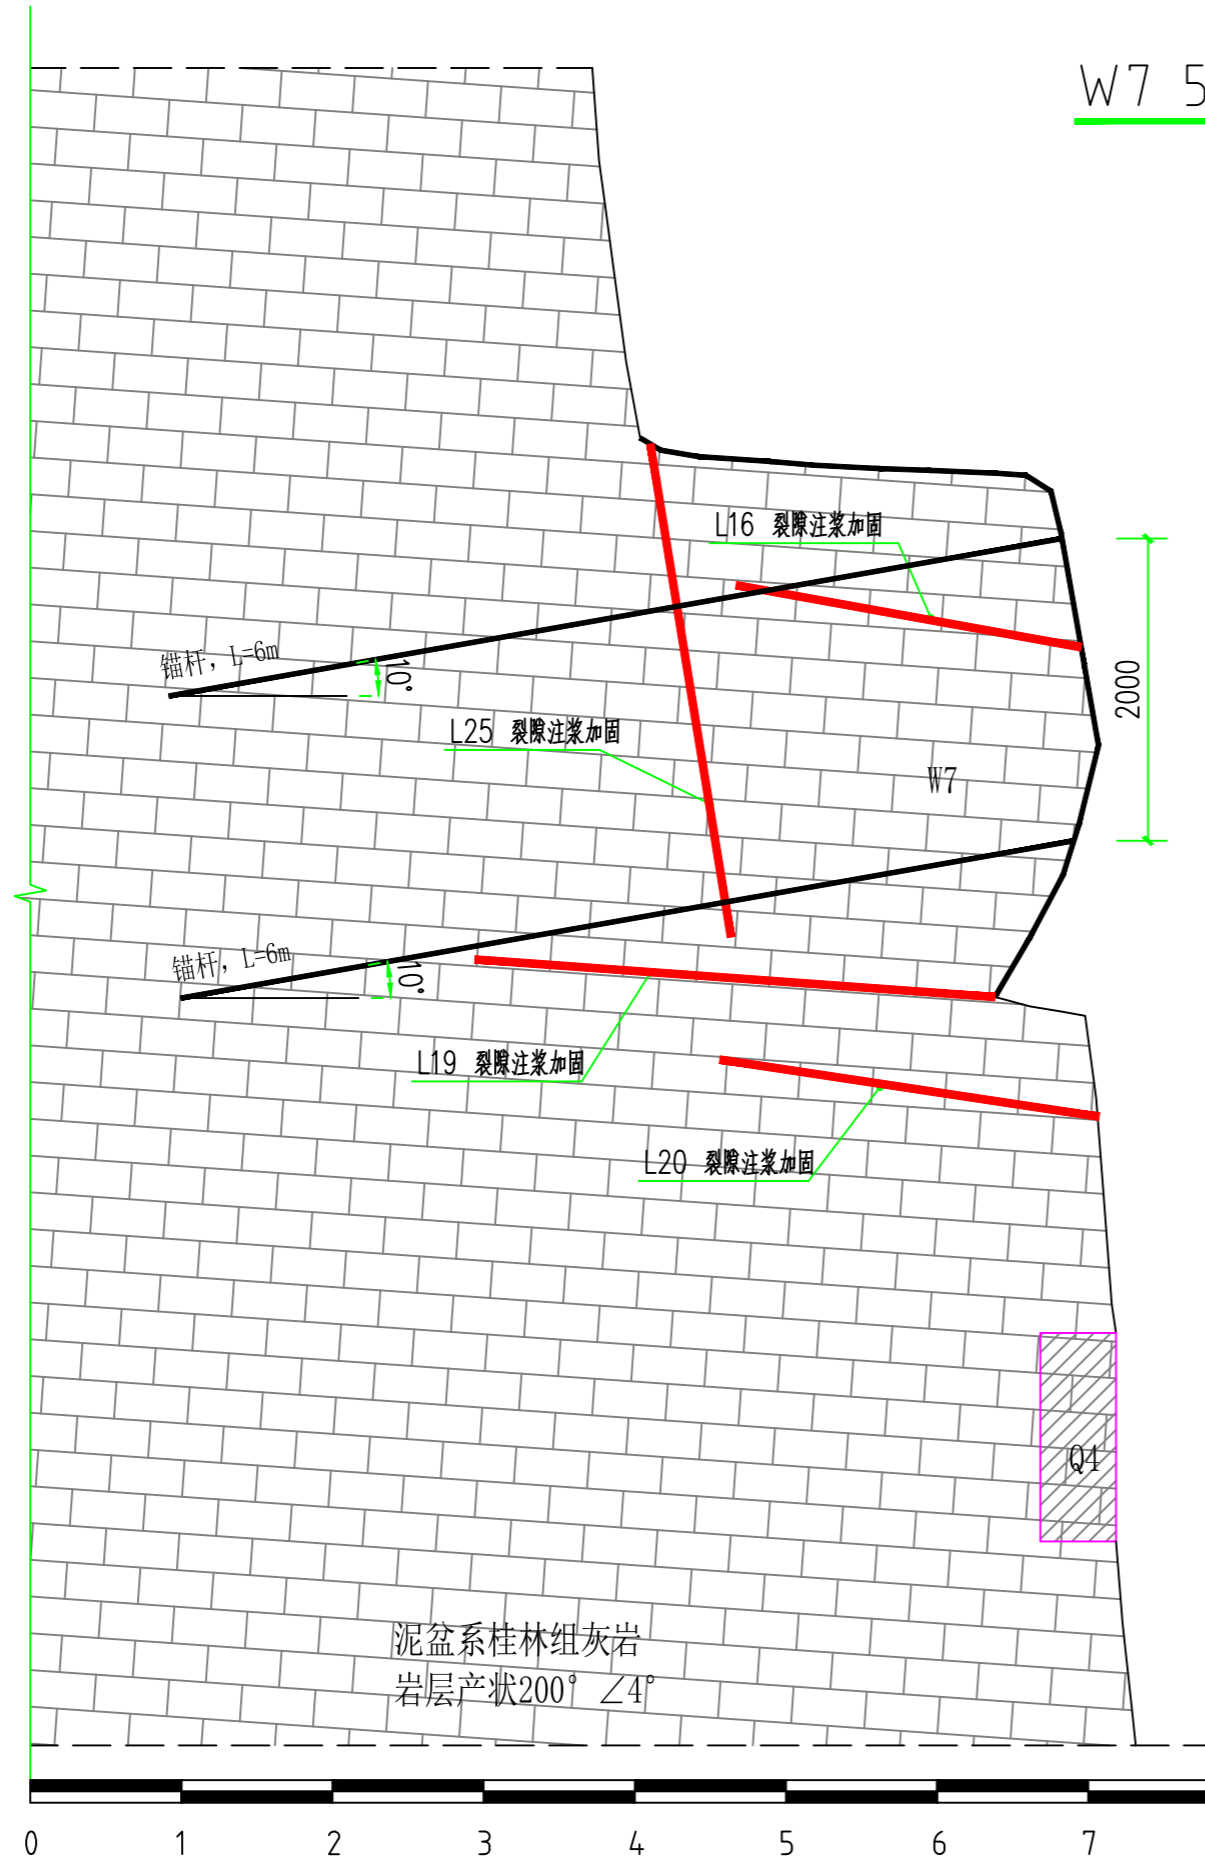 W7 5
L16 裂隙注浆加固
锚杆, L=6m
10°
2000
L25 裂隙注浆加固
W7
锚杆, L=6m
10°
L19 裂隙注浆加固
L20 裂隙注浆加固
Q4
泥盆系桂林组灰岩
岩层产状200° ∠4°
0 1 2 3 4 5 6 7